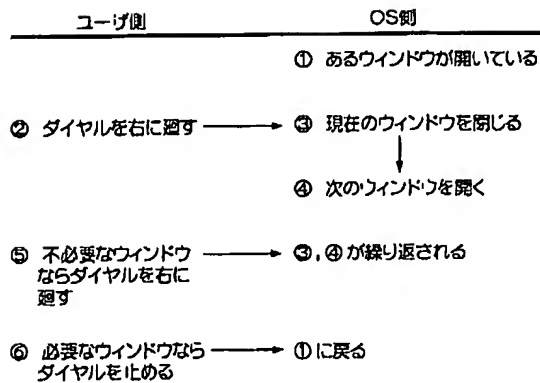 ユーザ側 OS側
① あるウィンドウが開いている
② ダイヤルを右に廻す ③ 現在のウィンドウを閉じる
④ 次のウィンドウを開く
⑤ 不必要なウィンドウ ③,④が繰り返される
ならダイヤルを右に
廻す
⑥ 必要なウィンドウなら ①に戻る
ダイヤルを止める